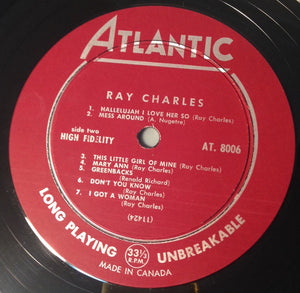 ATLANTIC
RAY CHARLES
1. HALLELUJAH I LOVE HER SO (Ray Charles)
2. MESS AROUND (A. Nugetre)
side two
HIGH FIDELITY
AT. 8006
3. THIS LITTLE GIRL OF MINE (Ray Charles)
4. MARY ANN (Ray Charles)
5. GREENBACKS
(Renold Richard)
6. DON'T YOU KNOW
(Ray Charles)
7. I GOT A WOMAN
(Ray Charles)
(11424)
LONG PLAYING 33⅓ R.P.M. UNBREAKABLE
MADE IN CANADA